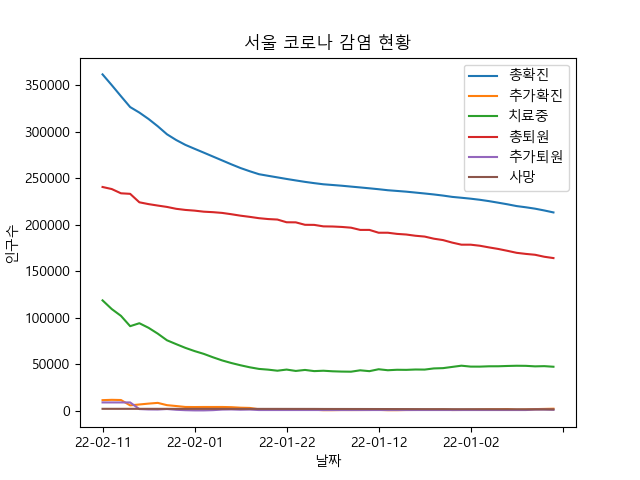 서울 코로나 감염 현황
총확진
추가확진
치료중
총퇴원
추가퇴원
사망
350000
300000
250000
200000
150000
100000
50000
0
인구수
22-02-11
22-02-01
22-01-22
22-01-12
22-01-02
날짜